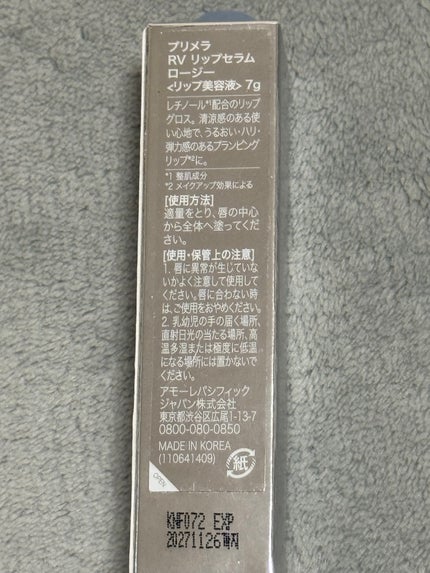 プリメラ
RV リップセラム
ロージー
<リップ美容液> 7g
レチノール*1配合のリップ
グロス。清涼感のある使
い心地で、うるおい・ハリ・
弾力感のあるプランピング
リップ*2に。
*1 整肌成分
*2 メイクアップ効果による
[使用方法]
適量をとり、唇の中心
から全体へ塗ってくだ
さい。
[使用・保管上の注意]
1. 唇に異常が生じていな
いかよく注意して使用して
ください。唇に合わない時
は、ご使用をおやめください。
2. 乳幼児の手の届く場所、
直射日光の当たる場所、高
温多湿または極度に低温
になる場所には置かないで
ください。
アモーレパシフィック
ジャパン株式会社
東京都渋谷区広尾1-13-7
0800-080-0850
MADE IN KOREA
(110641409)
紙
OPEN
KNF072 EXP
20271126까지